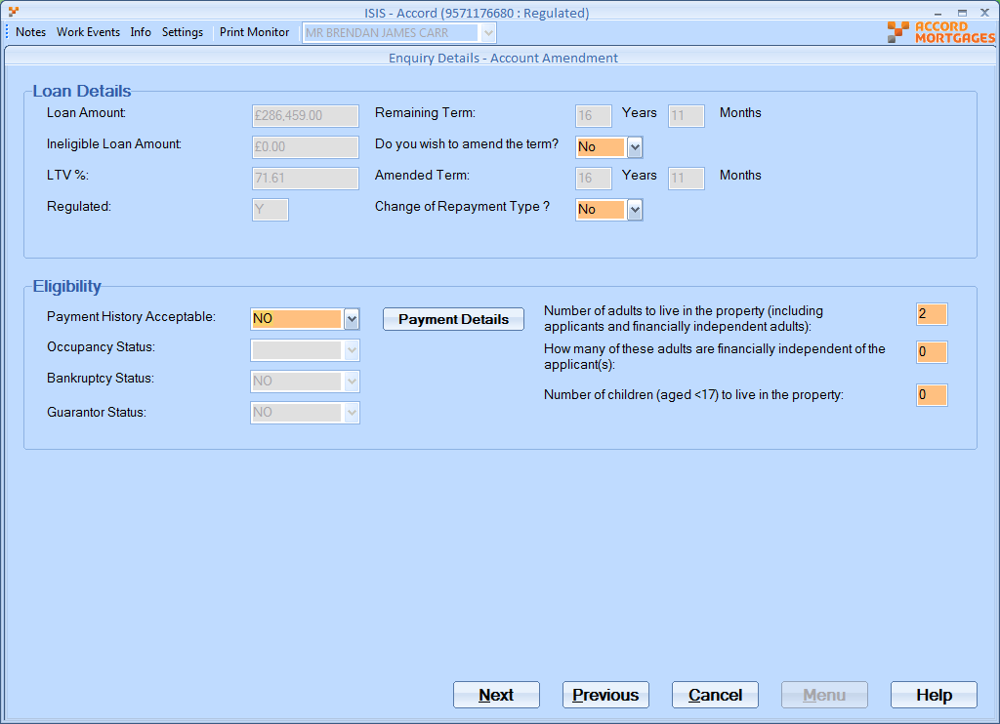 ISIS - Accord (9571176680 : Regulated)
Notes Work Events Info Settings Print Monitor MR BRENDAN JAMES CARR
ACCORD
MORTGAGES
Enquiry Details - Account Amendment
Loan Details
Loan Amount: £286,459.00 Remaining Term: 16 Years 11 Months
Ineligible Loan Amount: £0.00 Do you wish to amend the term? No
LTV %: 71.61 Amended Term: 16 Years 11 Months
Regulated: Y Change of Repayment Type ? No
Eligibility
Payment History Acceptable: NO Payment Details
Occupancy Status:
Bankruptcy Status: NO
Guarantor Status: NO
Number of adults to live in the property (including
applicants and financially independent adults): 2
How many of these adults are financially independent of the
applicant(s): 0
Number of children (aged <17) to live in the property: 0
Next Previous Cancel Menu Help